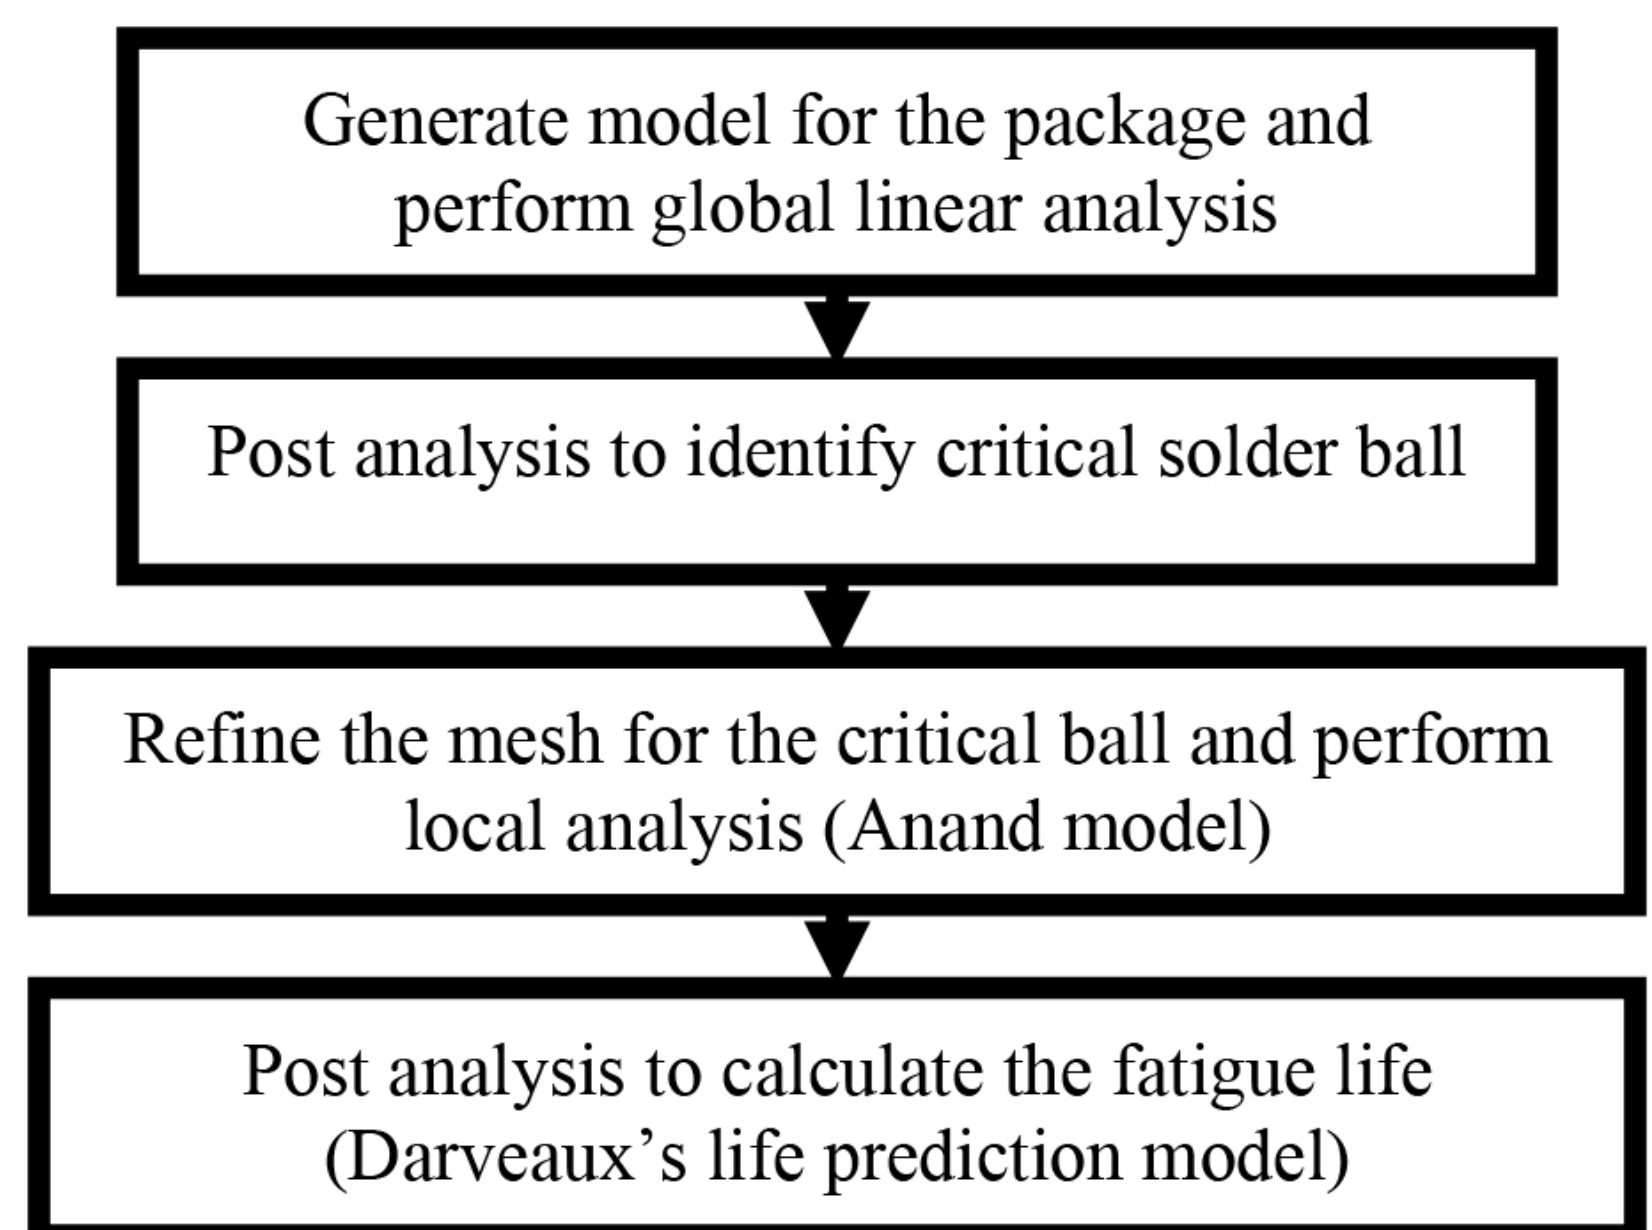 Generate model for the package and
perform global linear analysis
Post analysis to identify critical solder ball
Refine the mesh for the critical ball and perform
local analysis (Anand model)
Post analysis to calculate the fatigue life
(Darveaux’s life prediction model)